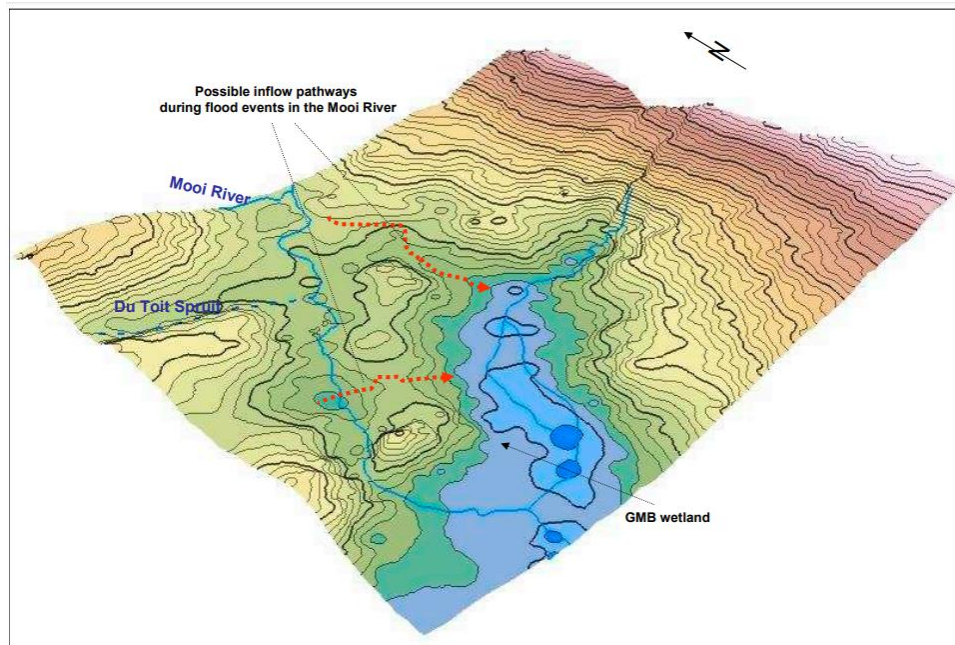 N
Possible inflow pathways
during flood events in the Mooi River
Mooi River
Du Toit Spruit
GMB wetland